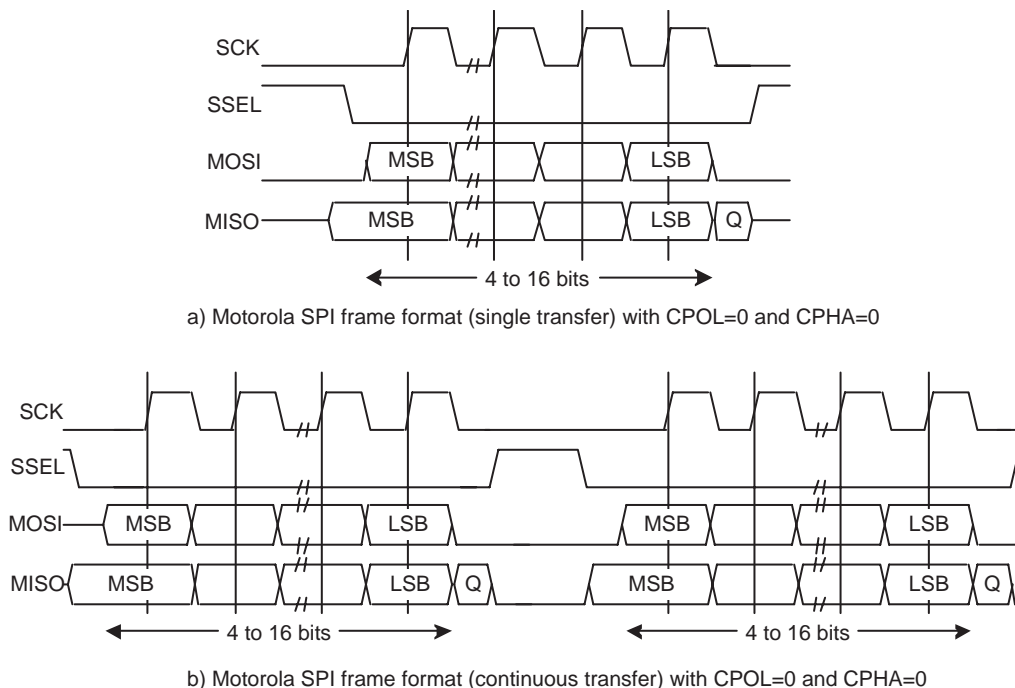 SCK
SSEL
MOSI MSB LSB
MISO MSB LSB Q
4 to 16 bits
a) Motorola SPI frame format (single transfer) with CPOL=0 and CPHA=0
SCK
SSEL
MOSI MSB LSB MSB LSB
MISO MSB LSB Q MSB LSB Q
4 to 16 bits 4 to 16 bits
b) Motorola SPI frame format (continuous transfer) with CPOL=0 and CPHA=0